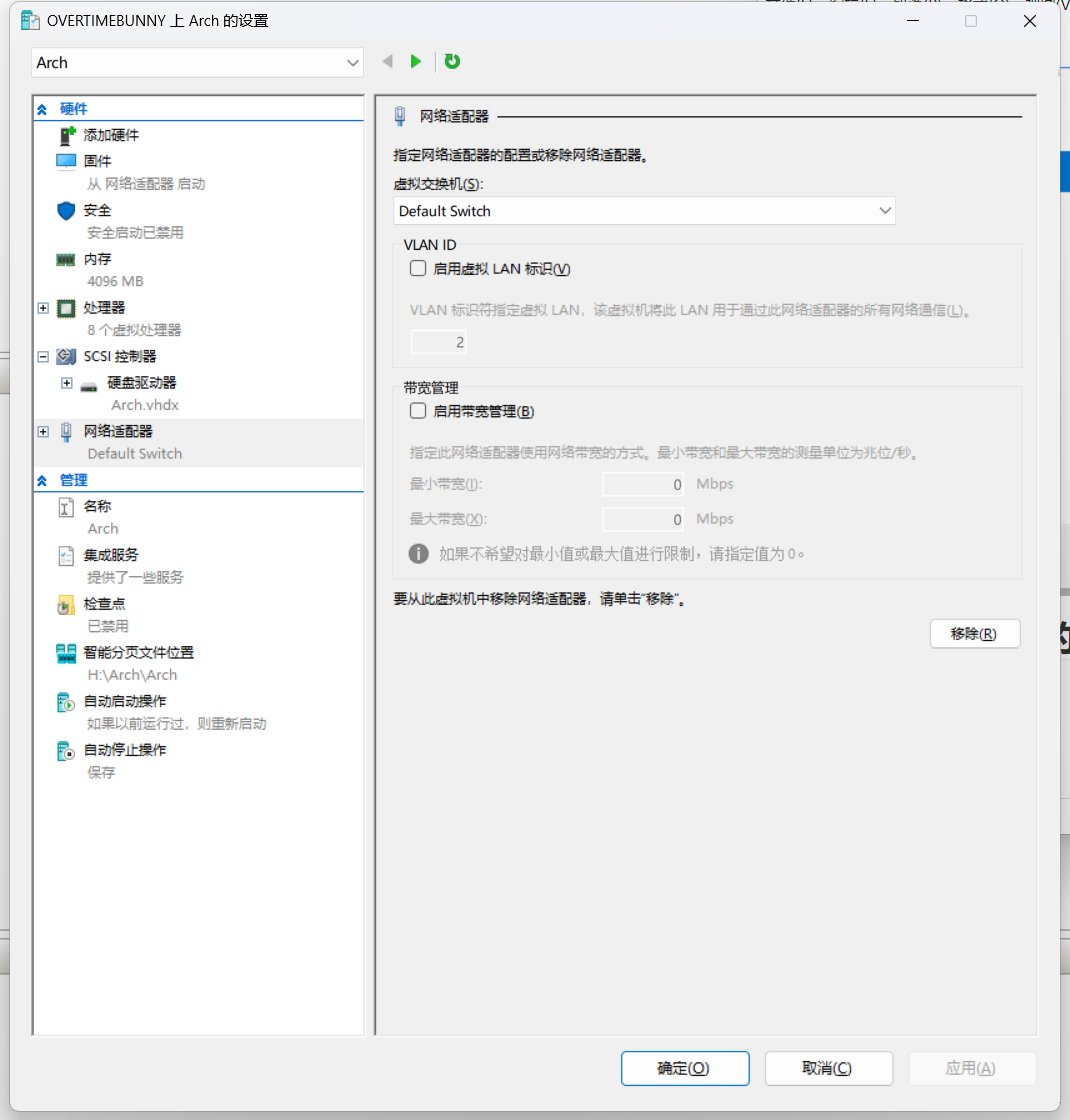 OVERTIMEBUNNY 上 Arch 的设置
Arch
硬件
添加硬件
固件
从 网络适配器 启动
安全
安全启动已禁用
内存
4096 MB
处理器
8 个虚拟处理器
SCSI 控制器
硬盘驱动器
Arch.vhdx
网络适配器
Default Switch
管理
名称
Arch
集成服务
提供了一些服务
检查点
已禁用
智能分页文件位置
H:\Arch\Arch
自动启动操作
如果以前运行过，则重新启动
自动停止操作
保存
网络适配器
指定网络适配器的配置或移除网络适配器。
虚拟交换机(S):
Default Switch
VLAN ID
启用虚拟 LAN 标识(V)
VLAN 标识符指定虚拟 LAN，该虚拟机将此 LAN 用于通过此网络适配器的所有网络通信(L)。
2
带宽管理
启用带宽管理(B)
指定此网络适配器使用网络带宽的方式。最小带宽和最大带宽的测量单位为兆位/秒。
最小带宽(I): 0 Mbps
最大带宽(X): 0 Mbps
如果不希望对最小值或最大值进行限制，请指定值为 0。
要从此虚拟机中移除网络适配器，请单击“移除”。
移除(R)
确定(O) 取消(C) 应用(A)